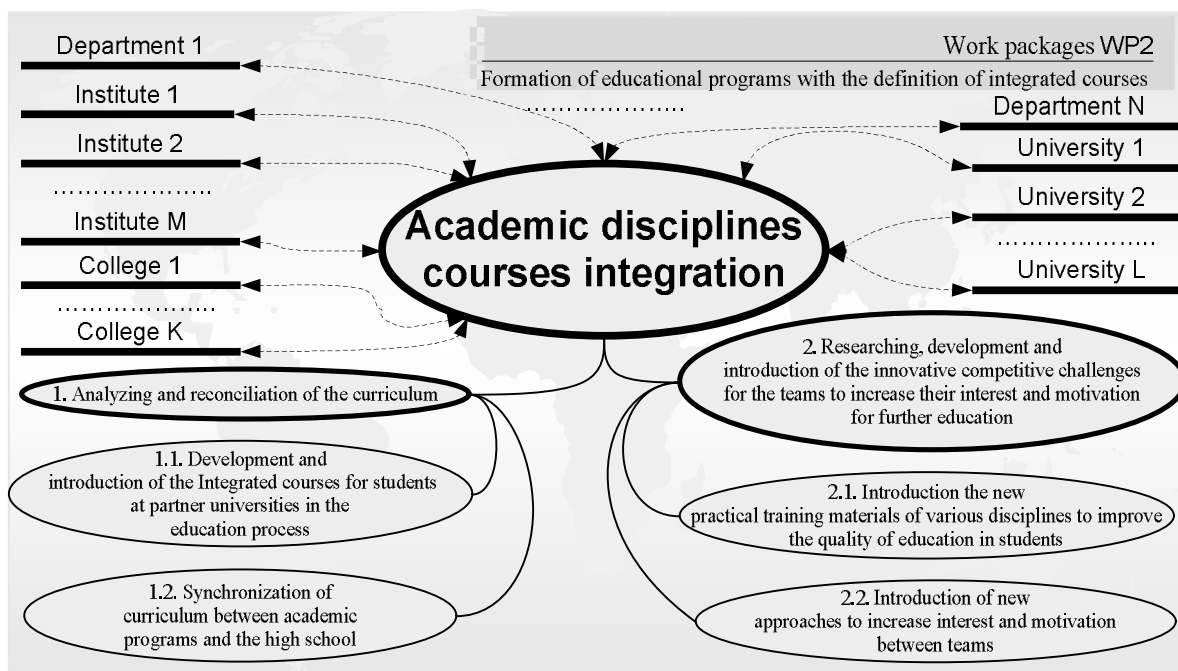 Work packages WP2
Formation of educational programs with the definition of integrated courses
Department 1
Institute 1
Institute 2
………………..
Institute M
College 1
………………..
College K
………………..
Department N
University 1
University 2
………………..
University L
Academic disciplines
courses integration
1. Analyzing and reconciliation of the curriculum
1.1. Development and
introduction of the Integrated courses for students
at partner universities in the
education process
1.2. Synchronization of
curriculum between academic
programs and the high school
2. Researching, development and
introduction of the innovative competitive challenges
for the teams to increase their interest and motivation
for further education
2.1. Introduction the new
practical training materials of various disciplines to improve
the quality of education in students
2.2. Introduction of new
approaches to increase interest and motivation
between teams